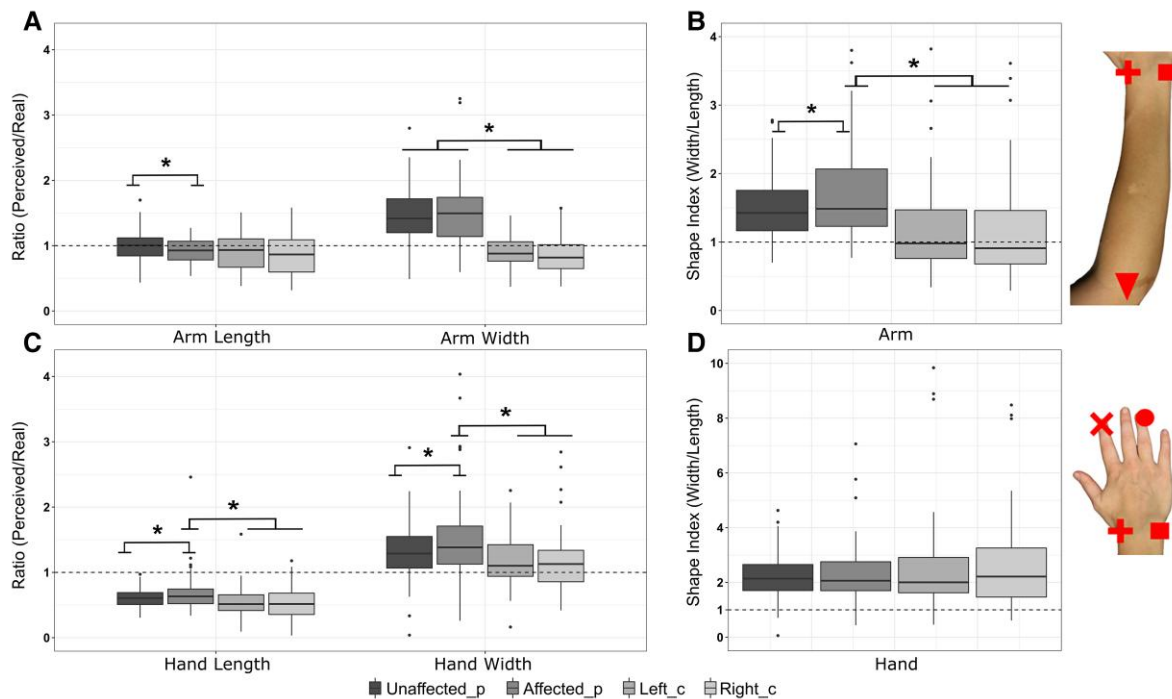 A
Ratio (Perceived/Real)
4
3
2
1
0
*
*
Arm Length Arm Width
B
Shape Index (Width/Length)
4
3
2
1
0
*
*
Arm
C
Ratio (Perceived/Real)
4
3
2
1
0
*
*
*
*
Hand Length Hand Width
D
Shape Index (Width/Length)
10
8
6
4
2
1
0
Hand
Unaffected_p Affected_p Left_c Right_c